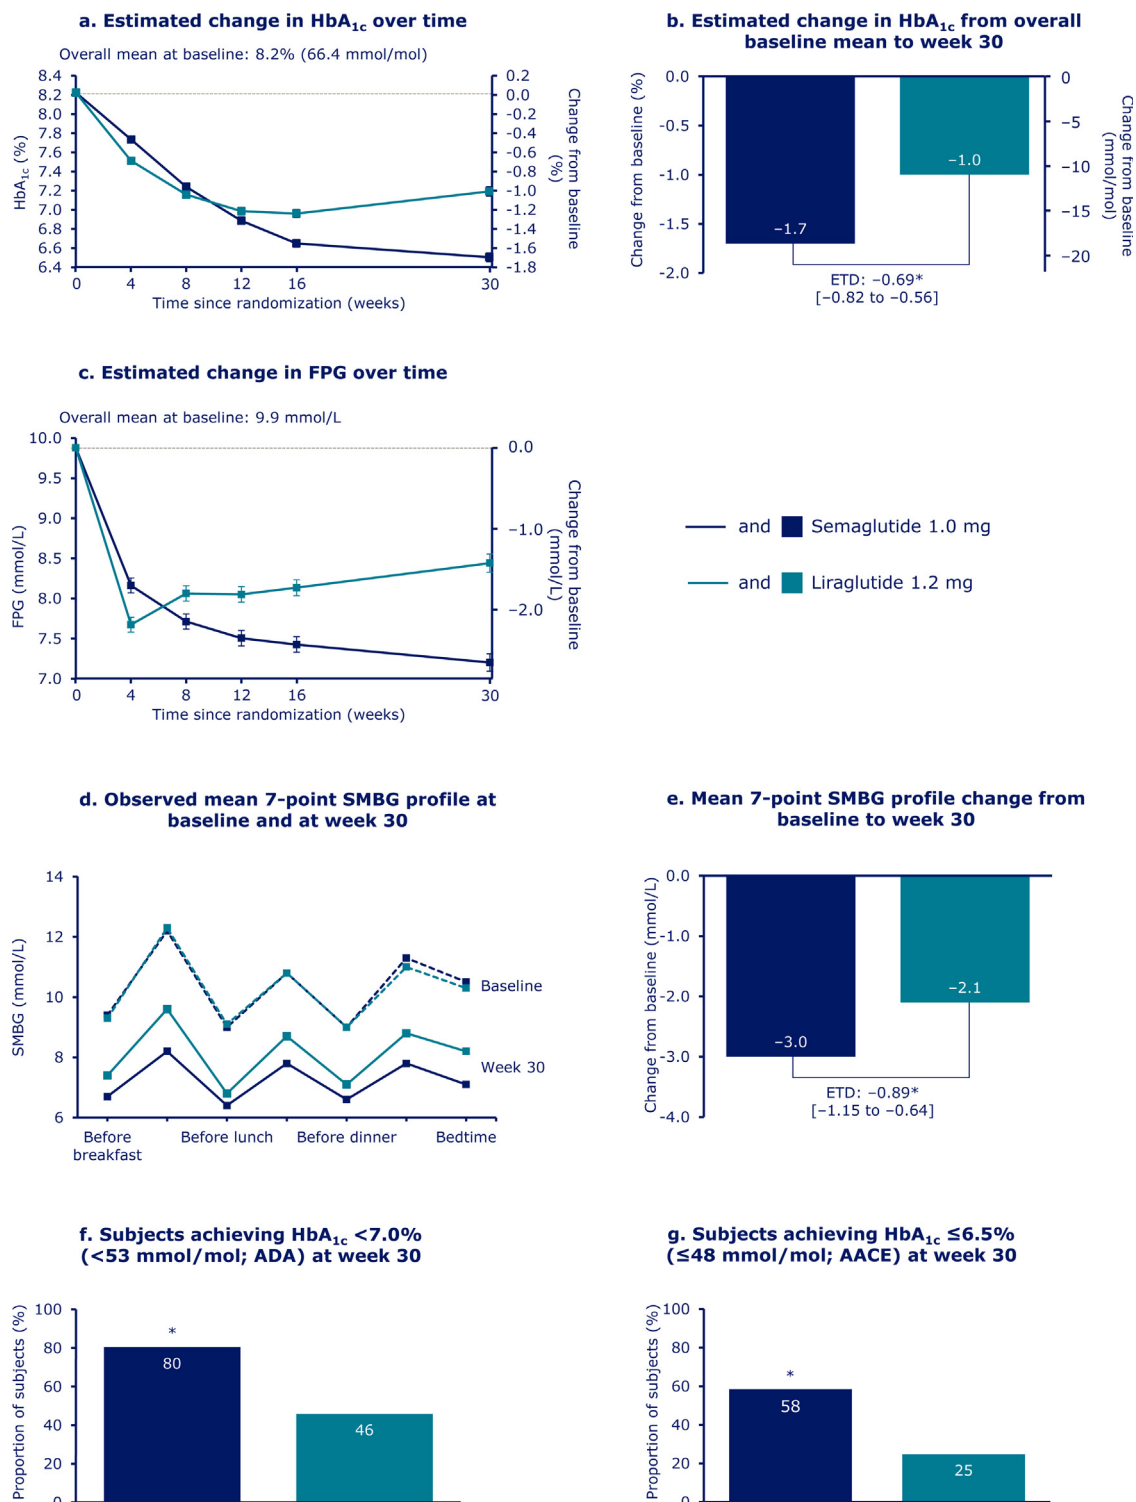 a. Estimated change in HbA1c over time
Overall mean at baseline: 8.2% (66.4 mmol/mol)
8.4
8.2
8.0
7.8
7.6
7.4
7.2
7.0
6.8
6.6
6.4
HbA1c (%)
0.2
0.0
−0.2
−0.4
−0.6
−0.8
−1.0
−1.2
−1.4
−1.6
−1.8
Change from baseline
(%)
0 4 8 12 16 30
Time since randomization (weeks)
b. Estimated change in HbA1c from overall
baseline mean to week 30
Change from baseline (%)
0.0
-0.5
-1.0
-1.5
-2.0
−1.7
−1.0
0
−5
−10
−15
−20
Change from baseline
(mmol/mol)
ETD: −0.69*
[−0.82 to −0.56]
c. Estimated change in FPG over time
Overall mean at baseline: 9.9 mmol/L
10.0
9.5
9.0
8.5
8.0
7.5
7.0
FPG (mmol/L)
0.0
−1.0
−2.0
Change from baseline
(mmol/L)
0 4 8 12 16 30
Time since randomization (weeks)
and Semaglutide 1.0 mg
and Liraglutide 1.2 mg
d. Observed mean 7-point SMBG profile at
baseline and at week 30
14
12
10
8
6
SMBG (mmol/L)
Baseline
Week 30
Before
breakfast
Before lunch
Before dinner
Bedtime
e. Mean 7-point SMBG profile change from
baseline to week 30
Change from baseline (mmol/L)
0.0
-1.0
-2.0
-3.0
-4.0
−3.0
−2.1
ETD: −0.89*
[−1.15 to −0.64]
f. Subjects achieving HbA1c <7.0%
(<53 mmol/mol; ADA) at week 30
Proportion of subjects (%)
100
80
60
40
20
0
*
80
46
g. Subjects achieving HbA1c ≤6.5%
(≤48 mmol/mol; AACE) at week 30
Proportion of subjects (%)
100
80
60
40
20
0
*
58
25